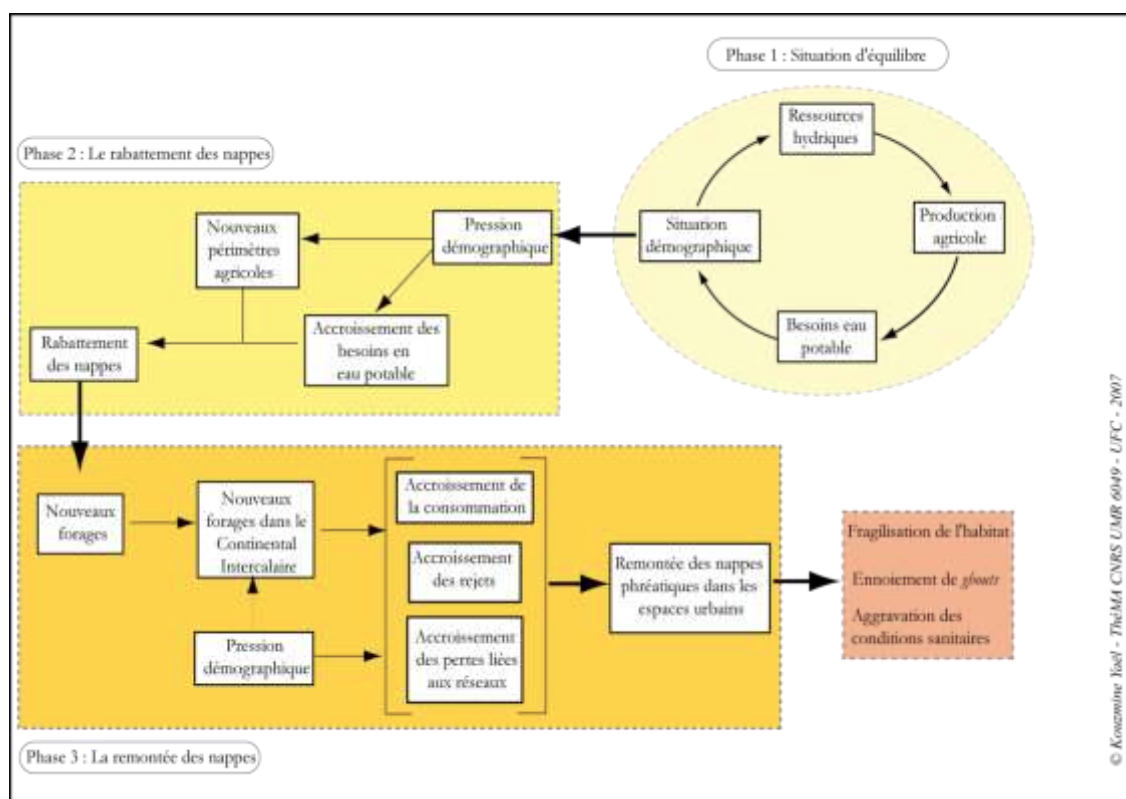 Phase 1 : Situation d'équilibre
Ressources
hydriques
Production
agricole
Besoins eau
potable
Situation
démographique
Phase 2 : Le rabattement des nappes
Pression
démographique
Nouveaux
périmètres
agricoles
Accroissement des
besoins en
eau potable
Rabattement
des nappes
Nouveaux
forages
Nouveaux
forages dans le
Continental
Intercalaire
Pression
démographique
Accroissement de
la consommation
Accroissement
des rejets
Accroissement
des pertes liées
aux réseaux
Remontée des nappes
phréatiques dans les
espaces urbains
Fragilisation de l'habitat
Ennoiement de ghouts
Aggravation des
conditions sanitaires
Phase 3 : La remontée des nappes
© Kouzmine Yaël - ThéMA CNRS UMR 6049 - UFC - 2007